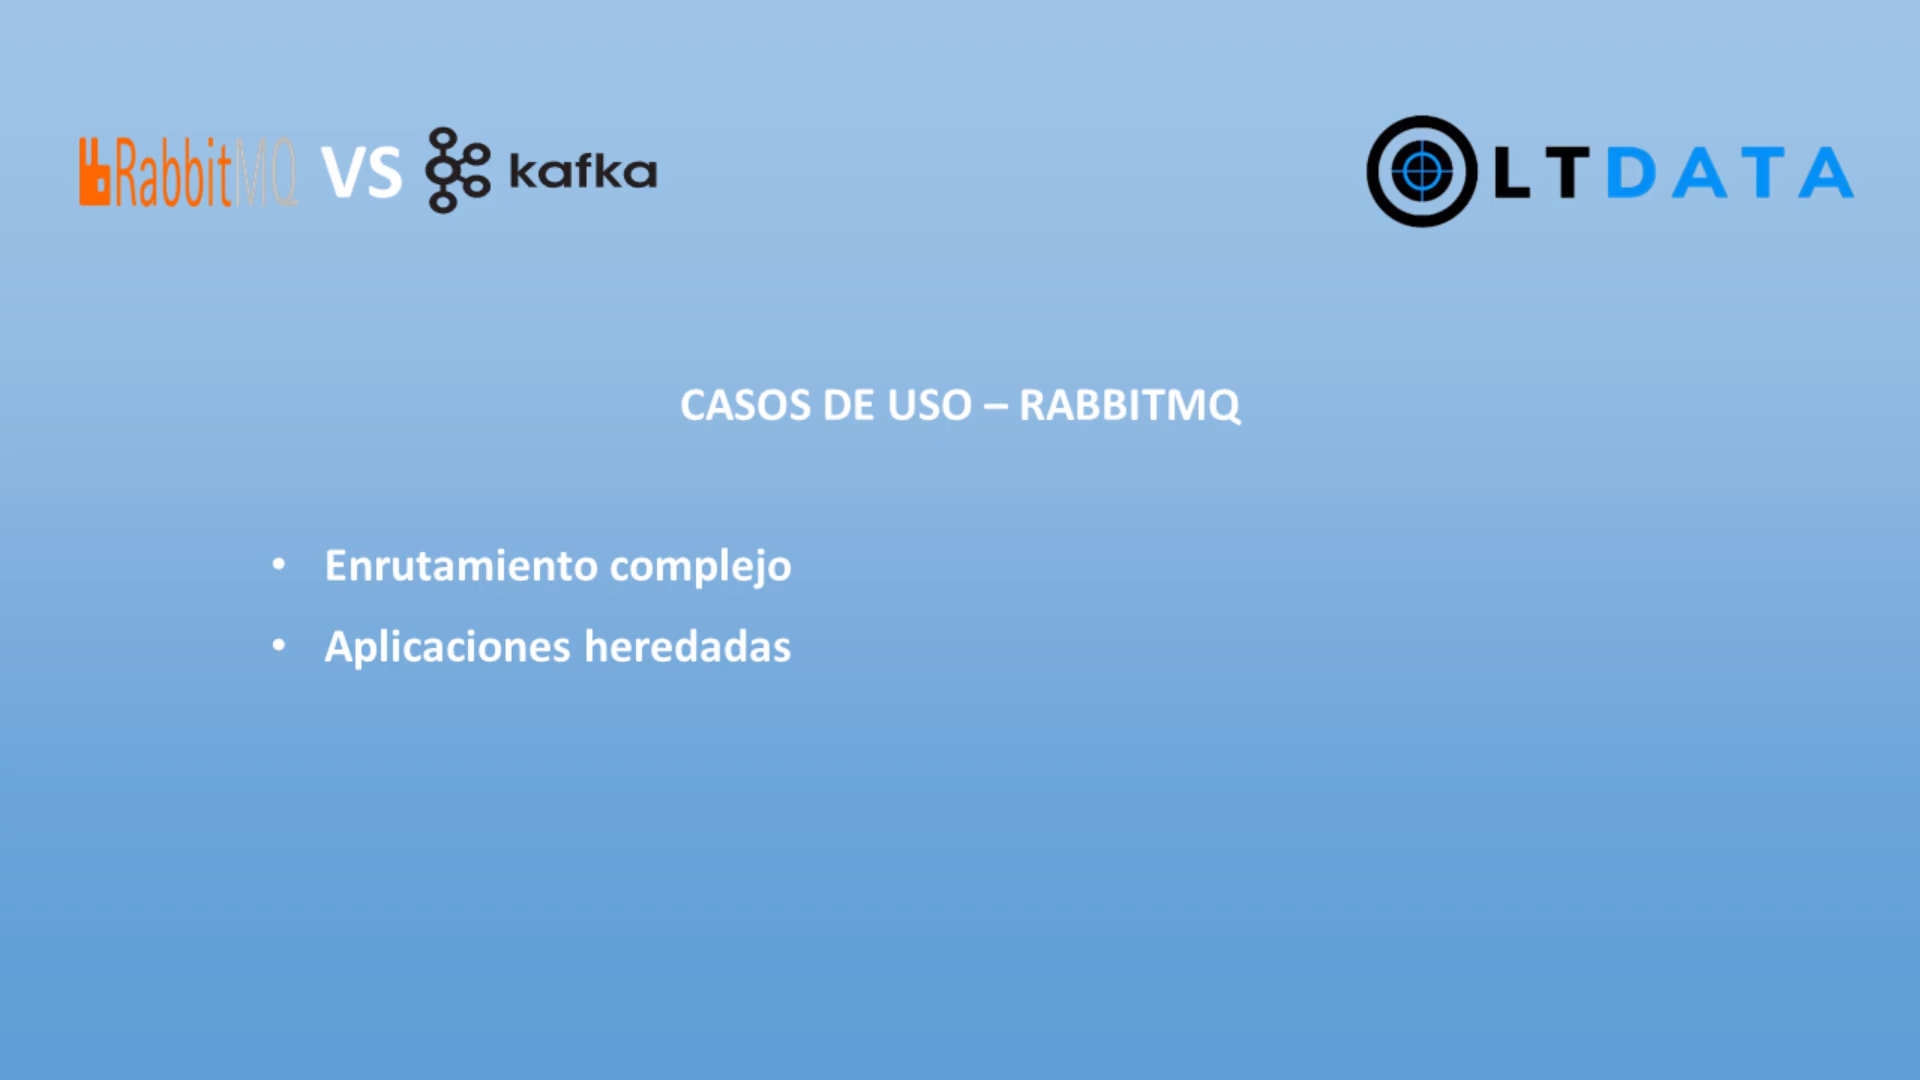 RabbitMQ VS kafka
LTDATA
CASOS DE USO – RABBITMQ
• Enrutamiento complejo
• Aplicaciones heredadas